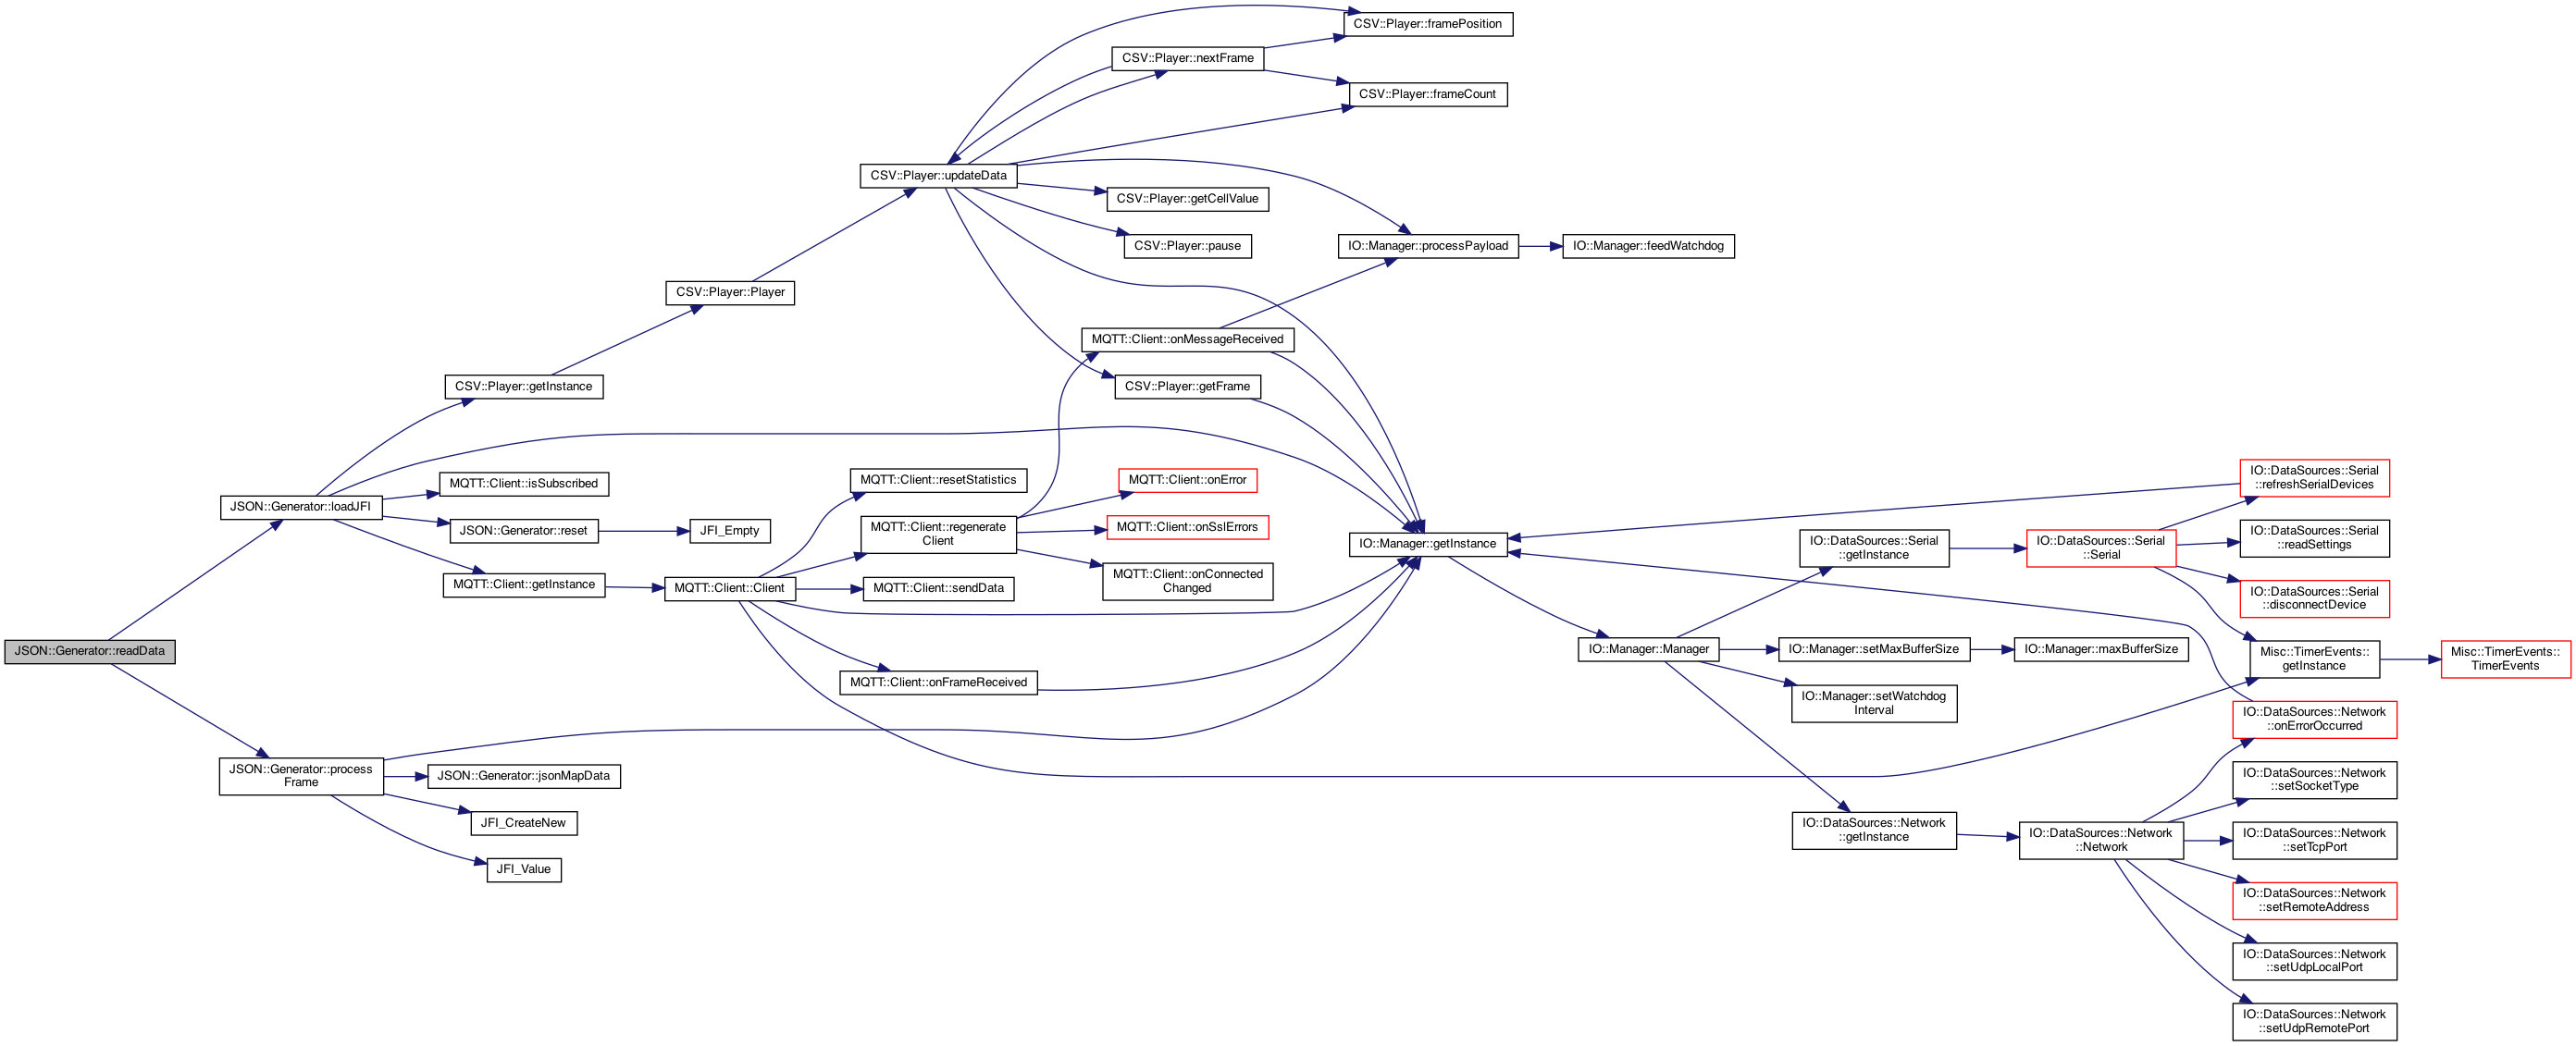 JSON::Generator::readData
JSON::Generator::loadJFI
JSON::Generator::process
Frame
CSV::Player::getInstance
MQTT::Client::isSubscribed
JSON::Generator::reset
MQTT::Client::getInstance
JSON::Generator::jsonMapData
JFI_CreateNew
JFI_Value
CSV::Player::Player
JFI_Empty
MQTT::Client::Client
CSV::Player::updateData
MQTT::Client::resetStatistics
MQTT::Client::regenerate
Client
MQTT::Client::sendData
MQTT::Client::onFrameReceived
CSV::Player::nextFrame
CSV::Player::getCellValue
CSV::Player::pause
MQTT::Client::onMessageReceived
CSV::Player::getFrame
MQTT::Client::onError
MQTT::Client::onSslErrors
MQTT::Client::onConnected
Changed
CSV::Player::framePosition
CSV::Player::frameCount
IO::Manager::processPayload
IO::Manager::getInstance
IO::Manager::feedWatchdog
IO::Manager::Manager
IO::DataSources::Serial
::getInstance
IO::Manager::setMaxBufferSize
IO::Manager::setWatchdog
Interval
IO::DataSources::Network
::getInstance
IO::DataSources::Serial
::Serial
IO::Manager::maxBufferSize
IO::DataSources::Network
::Network
IO::DataSources::Serial
::refreshSerialDevices
IO::DataSources::Serial
::readSettings
IO::DataSources::Serial
::disconnectDevice
Misc::TimerEvents::
getInstance
IO::DataSources::Network
::onErrorOccurred
IO::DataSources::Network
::setSocketType
IO::DataSources::Network
::setTcpPort
IO::DataSources::Network
::setRemoteAddress
IO::DataSources::Network
::setUdpLocalPort
IO::DataSources::Network
::setUdpRemotePort
Misc::TimerEvents::
TimerEvents